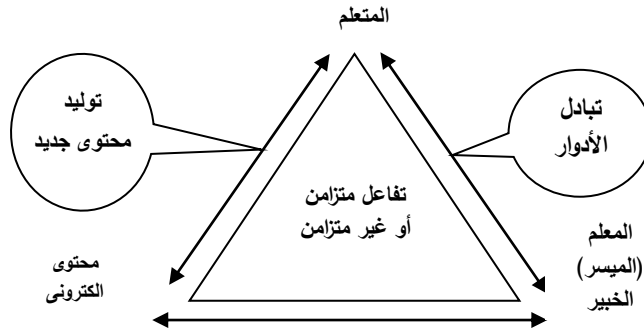 المتعلم
تبادل
الأدوار
توليد
محتوى جديد
تفاعل متزامن
أو غير متزامن
المعلم
(الميسر)
الخبير
محتوى
الكترونى